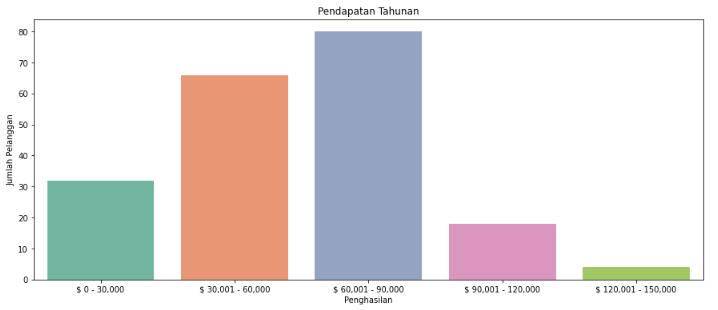 Pendapatan Tahunan
80
70
60
50
40
30
20
10
0
Jumlah Pelanggan
$ 0 - 30,000
$ 30,001 - 60,000
$ 60,001 - 90,000
$ 90,001 - 120,000
$ 120,001 - 150,000
Penghasilan